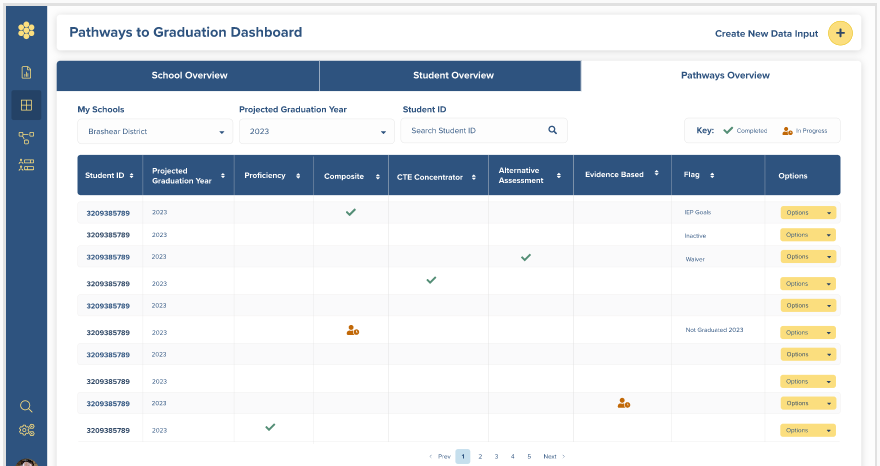 Pathways to Graduation Dashboard
Create New Data Input
School Overview
Student Overview
Pathways Overview
My Schools
Projected Graduation Year
Student ID
Brashear District
2023
Search Student ID
Key:
Completed
In Progress
Student ID
Projected
Graduation Year
Proficiency
Composite
CTE Concentrator
Alternative
Assessment
Evidence Based
Flag
Options
3209385789 2023 IEP Goals Options
3209385789 2023 Inactive Options
3209385789 2023 Waiver Options
3209385789 2023 Options
3209385789 2023 Options
3209385789 2023 Not Graduated 2023 Options
3209385789 2023 Options
3209385789 2023 Options
3209385789 2023 Options
3209385789 2023 Options
‹ Prev 1 2 3 4 5 Next ›